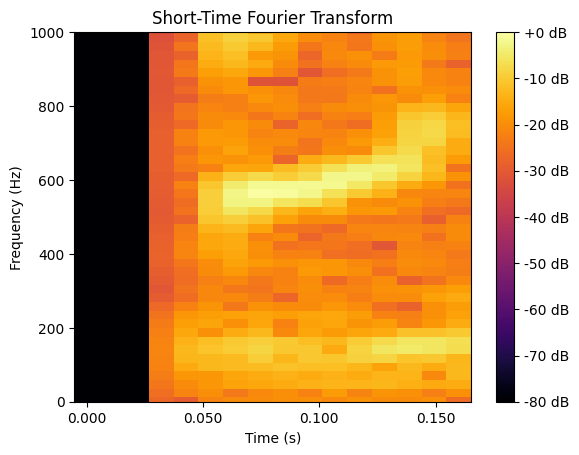 Short-Time Fourier Transform
Frequency (Hz)
1000
800
600
400
200
0
0.000
0.050
0.100
0.150
Time (s)
+0 dB
-10 dB
-20 dB
-30 dB
-40 dB
-50 dB
-60 dB
-70 dB
-80 dB